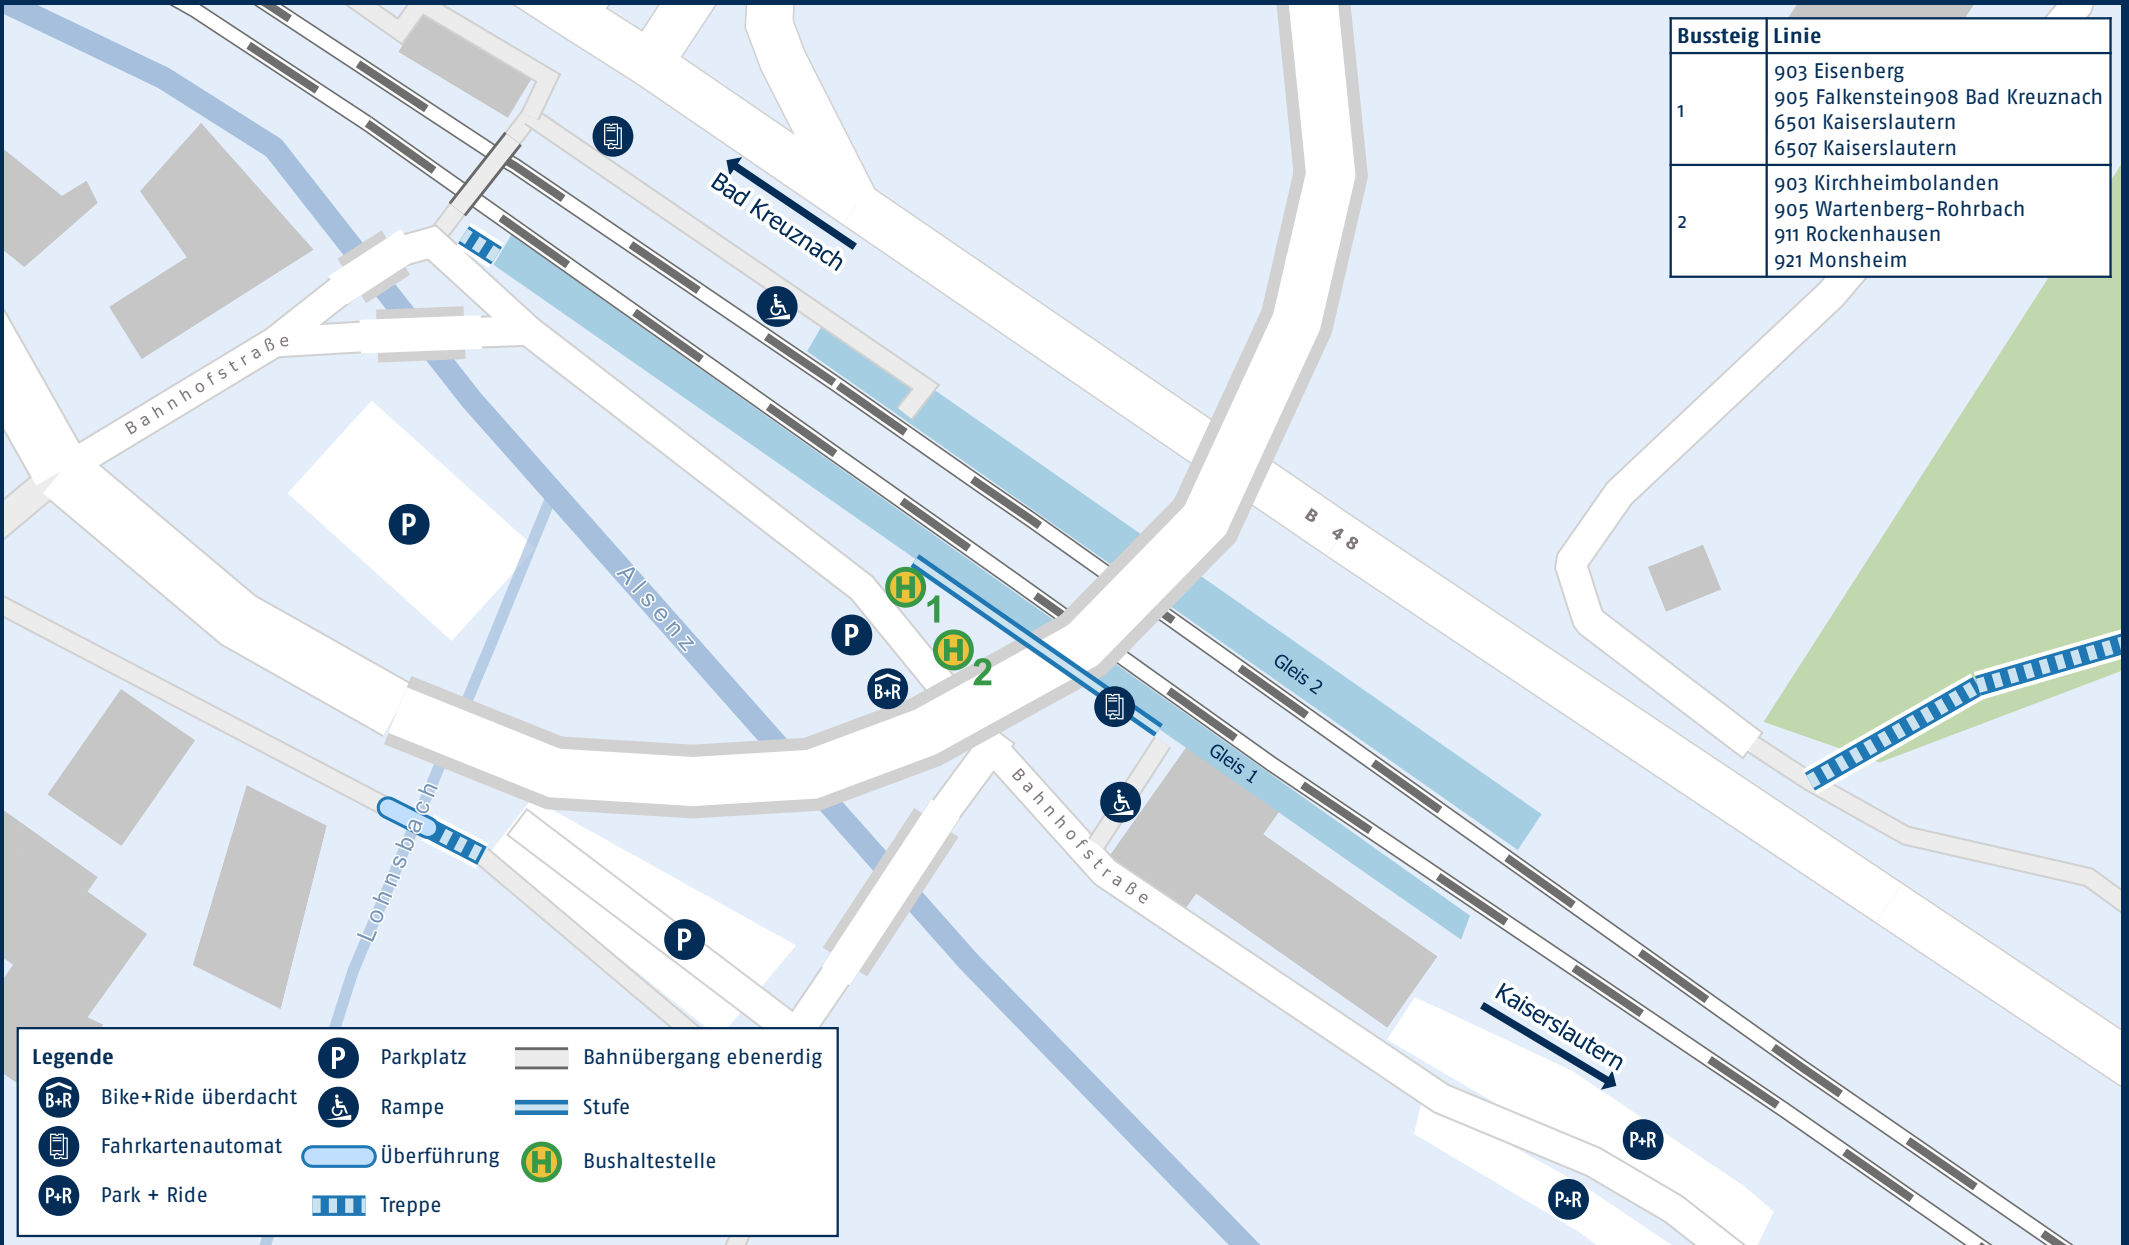 Bussteig Linie
1
903 Eisenberg
905 Falkenstein908 Bad Kreuznach
6501 Kaiserslautern
6507 Kaiserslautern
2
903 Kirchheimbolanden
905 Wartenberg-Rohrbach
911 Rockenhausen
921 Monsheim
Bad Kreuznach
Bahnhofstraße
B 48
P
Alsenz
H 1
H 2
P
B+R
Gleis 2
Gleis 1
Bahnhofstraße
Lohnsbach
P
Kaiserslautern
P+R
P+R
Legende
B+R Bike+Ride überdacht
Fahrkartenautomat
P+R Park + Ride
P Parkplatz
Rampe
Überführung
Treppe
Bahnübergang ebenerdig
Stufe
H Bushaltestelle